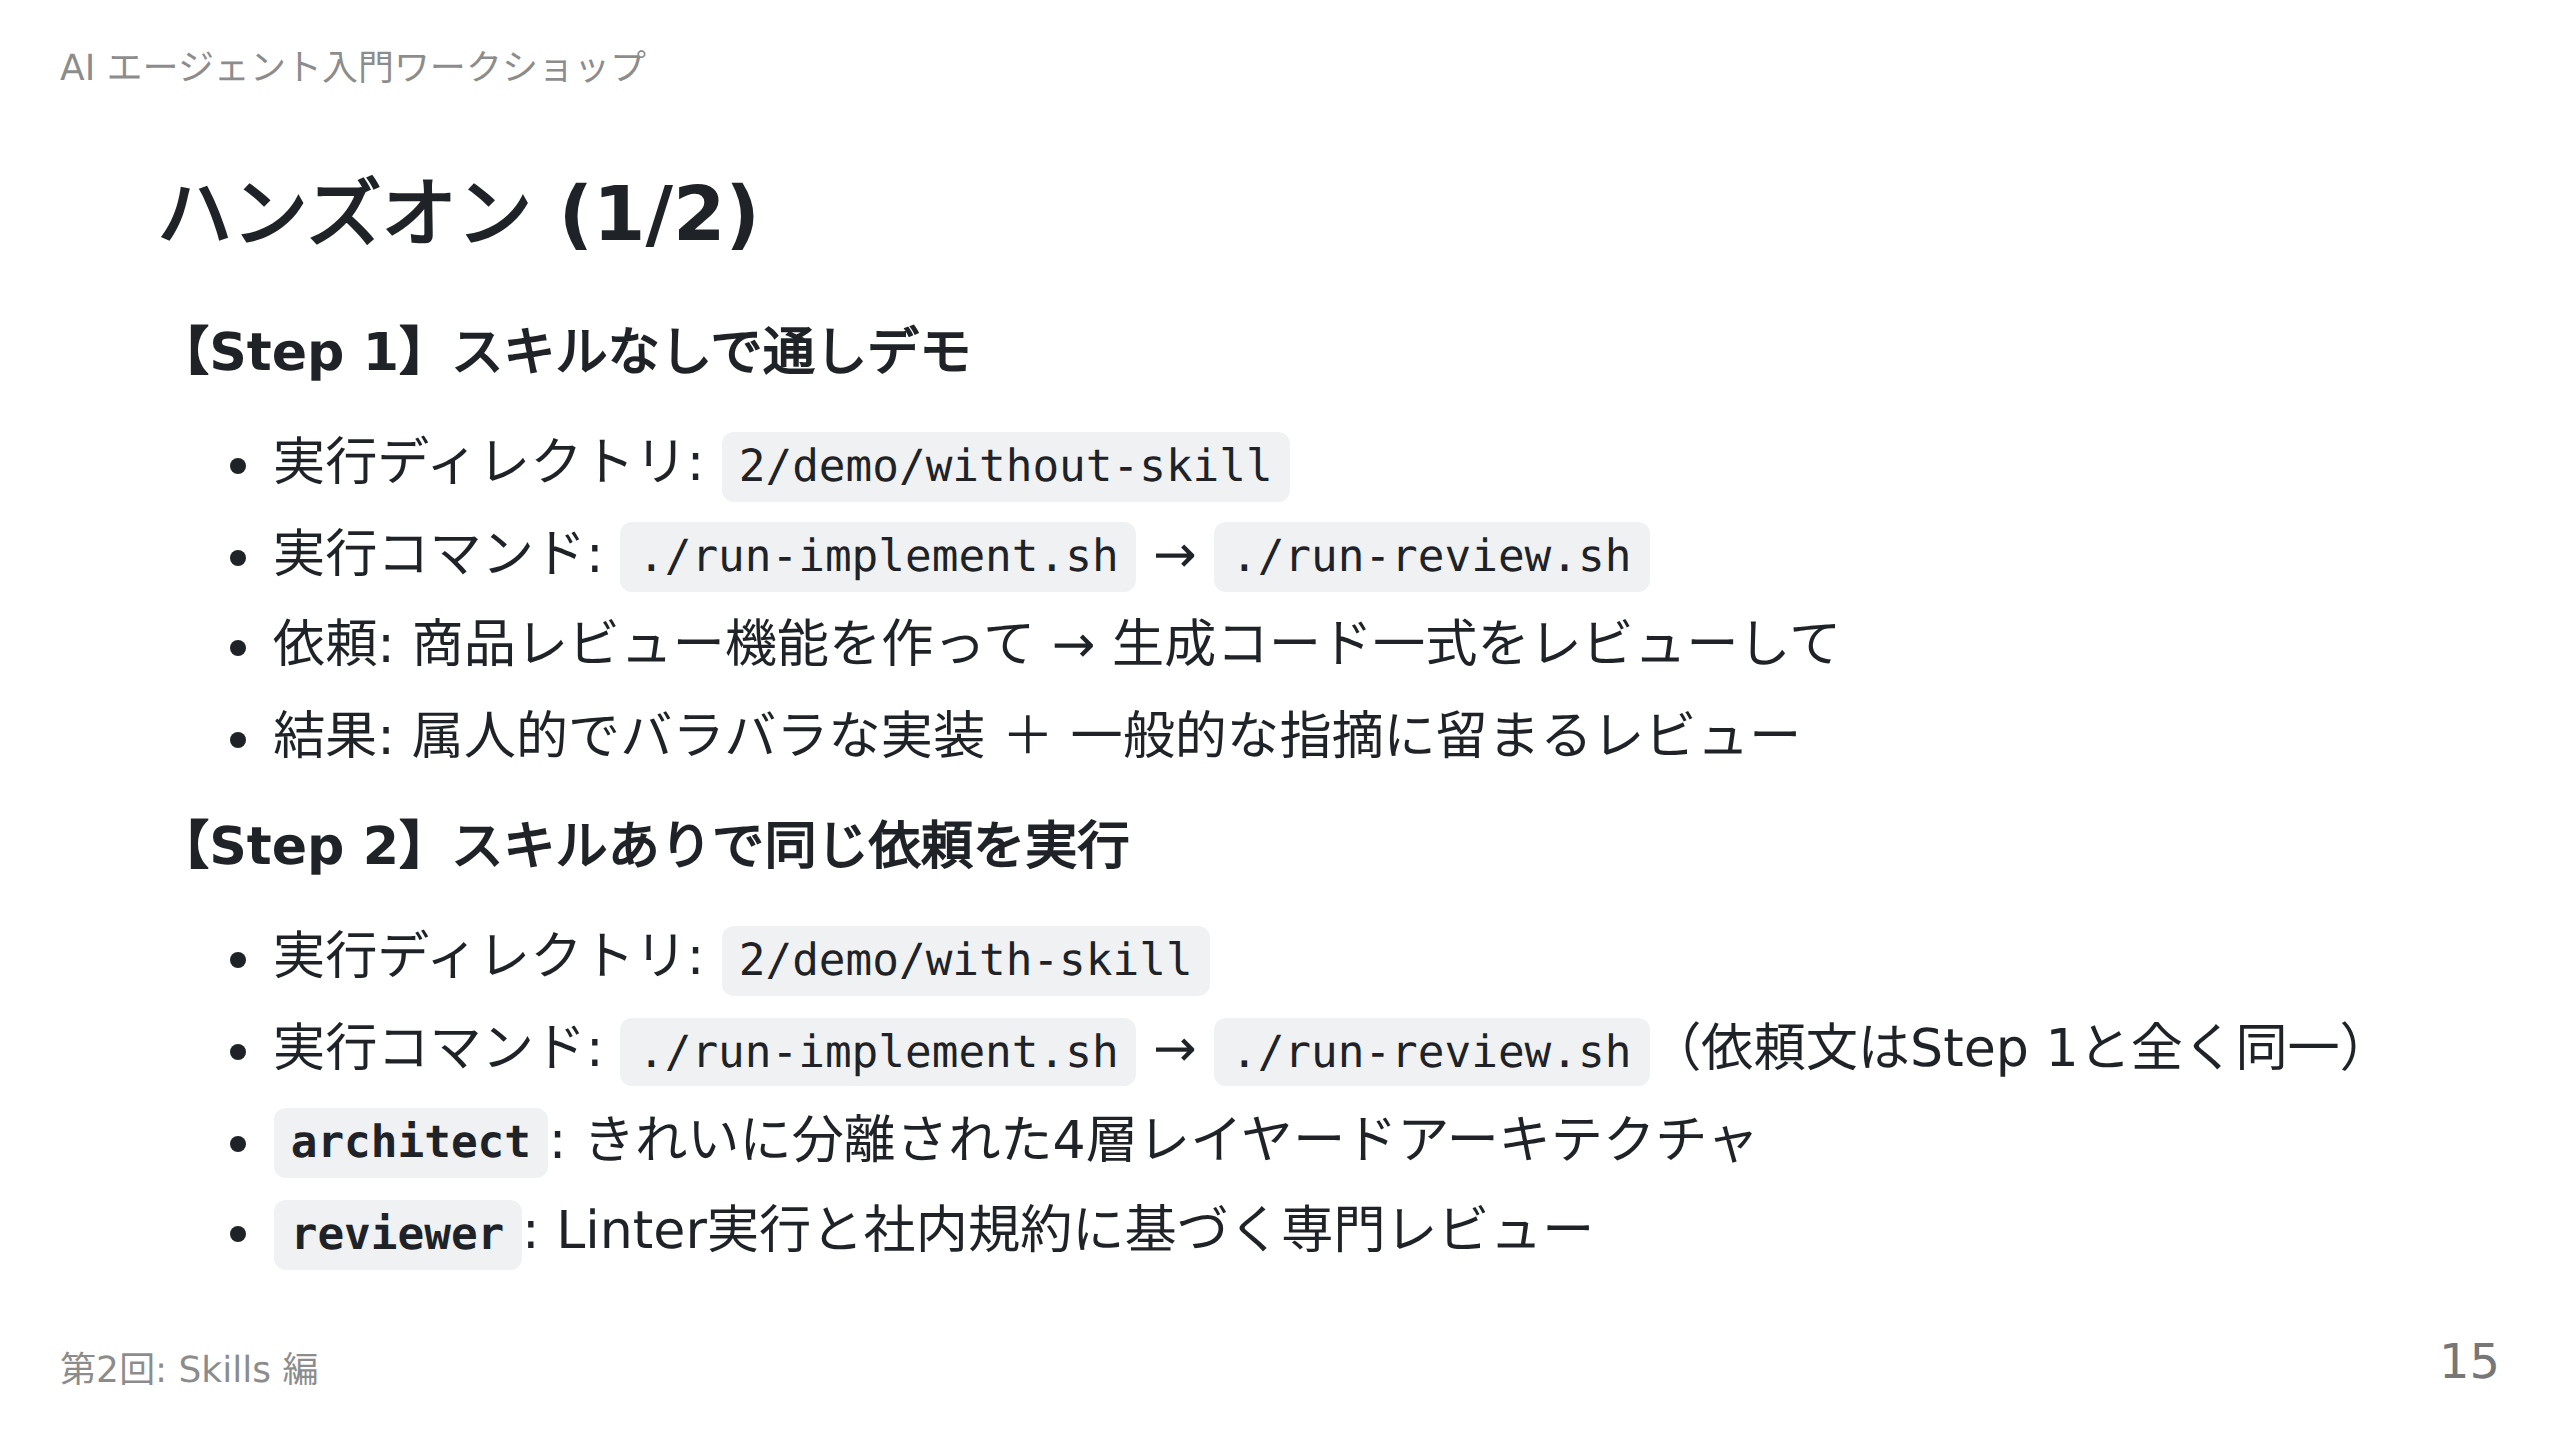 AI エージェント入門ワークショップ
ハンズオン (1/2)
【Step 1】スキルなしで通しデモ
• 実行ディレクトリ: 2/demo/without-skill
• 実行コマンド: ./run-implement.sh → ./run-review.sh
• 依頼: 商品レビュー機能を作って → 生成コード一式をレビューして
• 結果: 属人的でバラバラな実装 ＋ 一般的な指摘に留まるレビュー
【Step 2】スキルありで同じ依頼を実行
• 実行ディレクトリ: 2/demo/with-skill
• 実行コマンド: ./run-implement.sh → ./run-review.sh（依頼文はStep 1と全く同一）
• architect: きれいに分離された4層レイヤードアーキテクチャ
• reviewer: Linter実行と社内規約に基づく専門レビュー
第2回: Skills 編
15